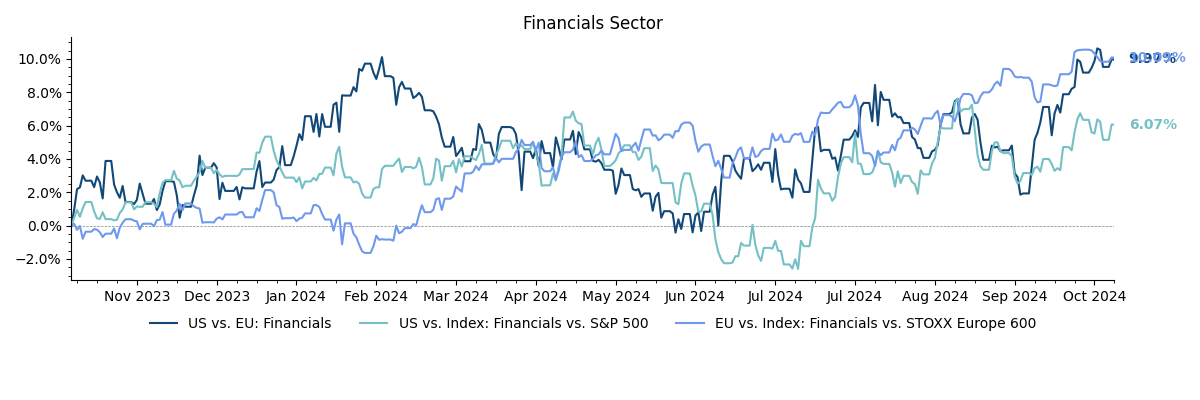 Financials Sector
10.0%
8.0%
6.0%
4.0%
2.0%
0.0%
−2.0%
6.07%
Nov 2023 Dec 2023 Jan 2024 Feb 2024 Mar 2024 Apr 2024 May 2024 Jun 2024 Jul 2024 Jul 2024 Aug 2024 Sep 2024 Oct 2024
US vs. EU: Financials US vs. Index: Financials vs. S&P 500 EU vs. Index: Financials vs. STOXX Europe 600